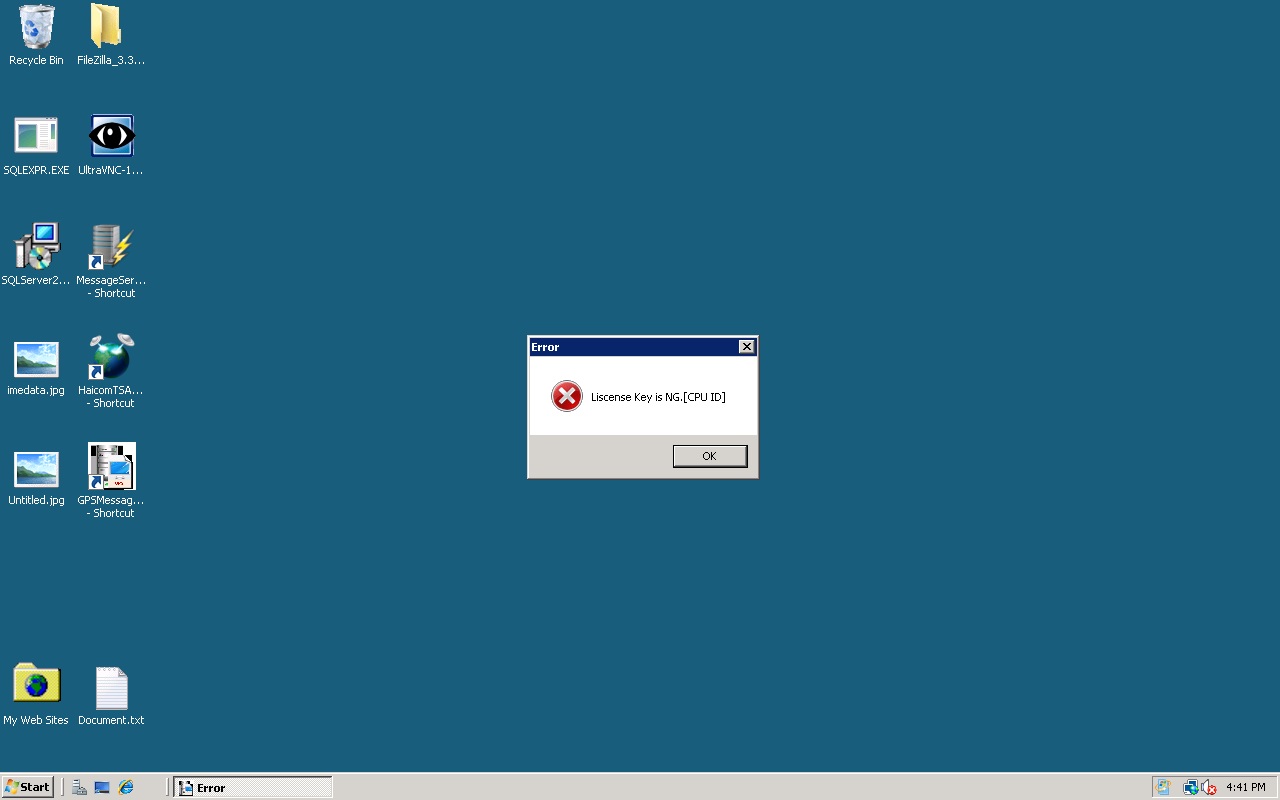 Recycle Bin
FileZilla_3.3...
SQLEXPR.EXE
UltraVNC-1...
SQLServer2...
MessageSer...
- Shortcut
imedata.jpg
HaicomTSA...
- Shortcut
Untitled.jpg
GPSMessag...
- Shortcut
Error
Liscense Key is NG.[CPU ID]
OK
My Web Sites
Document.txt
Start
Error
4:41 PM